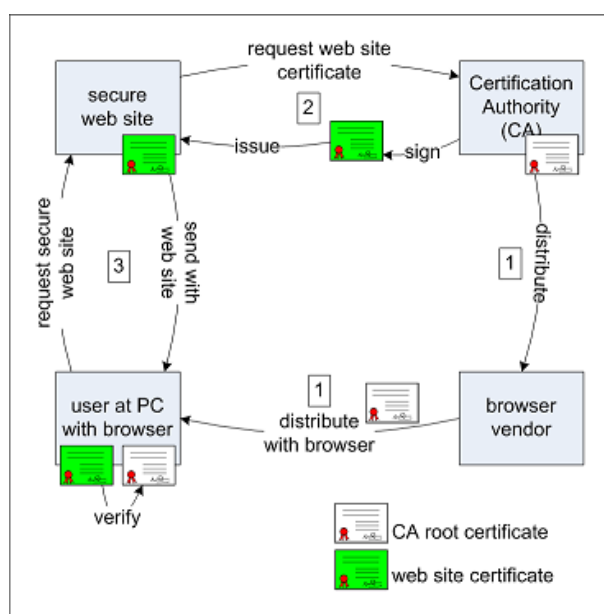 request web site
certificate
secure
web site
Certification
Authority
(CA)
2
issue
sign
request secure
web site
3
send with
web site
1
distribute
user at PC
with browser
1
distribute
with browser
browser
vendor
verify
CA root certificate
web site certificate